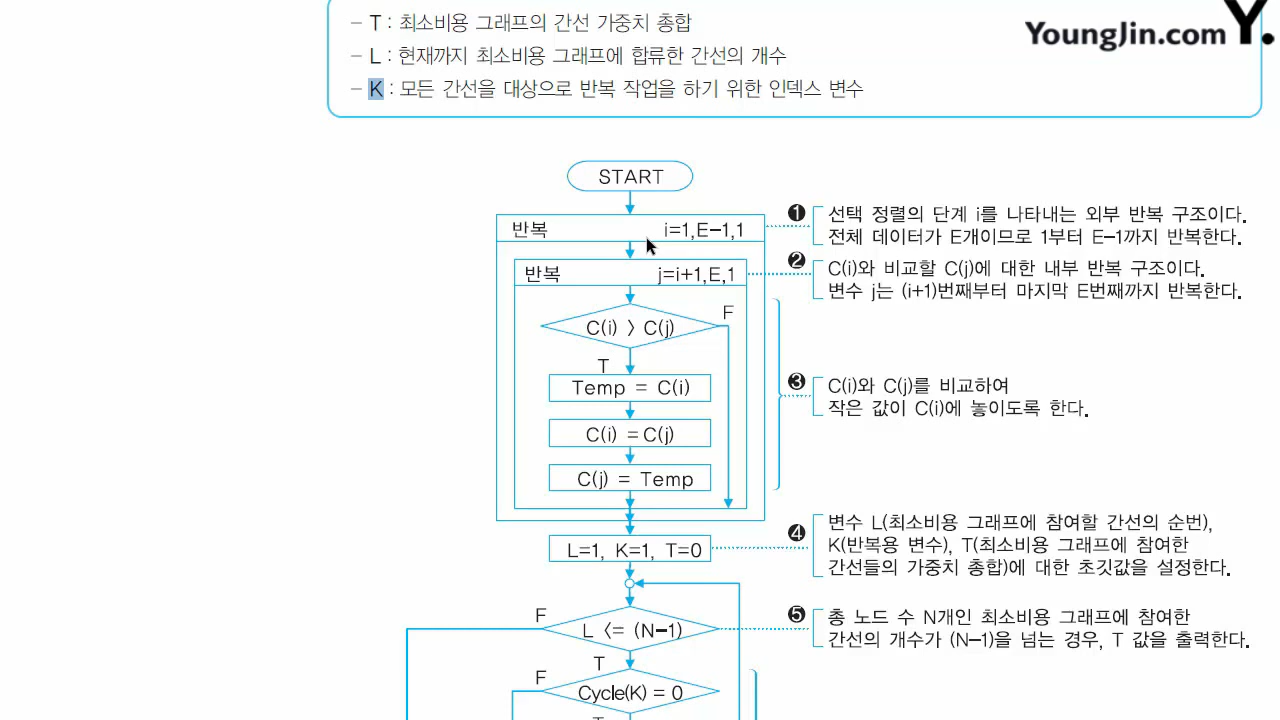 – T : 최소비용 그래프의 간선 가중치 총합
– L : 현재까지 최소비용 그래프에 합류한 간선의 개수
– K : 모든 간선을 대상으로 반복 작업을 하기 위한 인덱스 변수
YoungJin.com Y.
START
반복 i=1,E−1,1
❶ 선택 정렬의 단계 i를 나타내는 외부 반복 구조이다.
전체 데이터가 E개이므로 1부터 E−1까지 반복한다.
반복 j=i+1,E,1
❷ C(i)와 비교할 C(j)에 대한 내부 반복 구조이다.
변수 j는 (i+1)번째부터 마지막 E번째까지 반복한다.
C(i) 〉 C(j)
F
T
Temp = C(i)
❸ C(i)와 C(j)를 비교하여
작은 값이 C(i)에 놓이도록 한다.
C(i) =C(j)
C(j) = Temp
L=1, K=1, T=0
❹ 변수 L(최소비용 그래프에 참여할 간선의 순번),
K(반복용 변수), T(최소비용 그래프에 참여한
간선들의 가중치 총합)에 대한 초깃값을 설정한다.
F
L 〈= (N−1)
T
❺ 총 노드 수 N개인 최소비용 그래프에 참여한
간선의 개수가 (N−1)을 넘는 경우, T 값을 출력한다.
F
Cycle(K) = 0